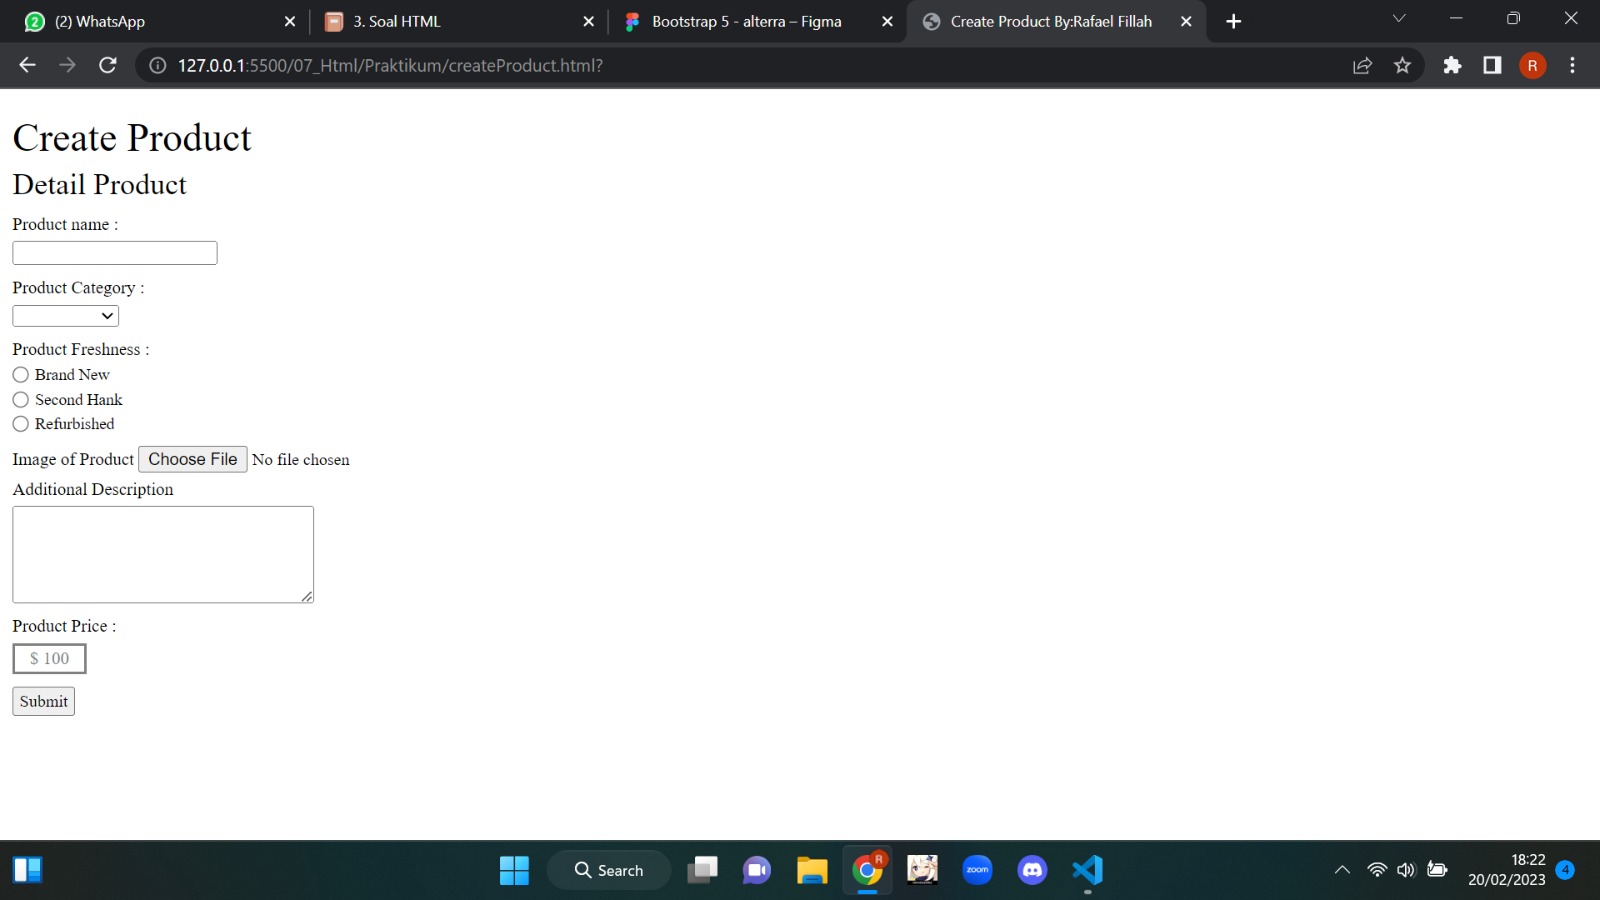 2 (2) WhatsApp
3. Soal HTML
Bootstrap 5 - alterra – Figma
Create Product By:Rafael Fillah
127.0.0.1:5500/07_Html/Praktikum/createProduct.html?
R
Create Product
Detail Product
Product name :
Product Category :
Product Freshness :
Brand New
Second Hank
Refurbished
Image of Product Choose File No file chosen
Additional Description
Product Price :
$ 100
Submit
Search
R
zoom
18:22
20/02/2023
4